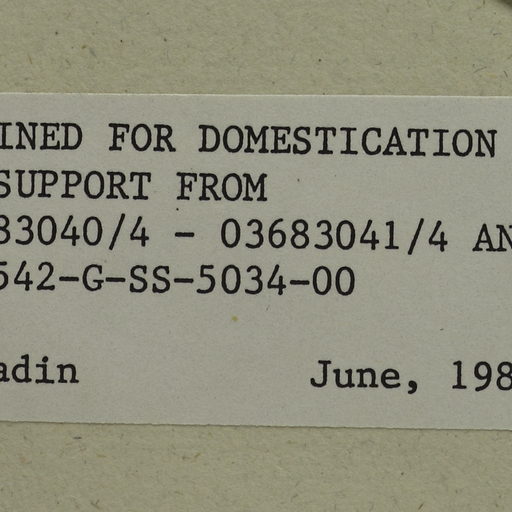 INED FOR DOMESTICATION
SUPPORT FROM
83040/4 - 03683041/4 AN
542-G-SS-5034-00
adin June, 198